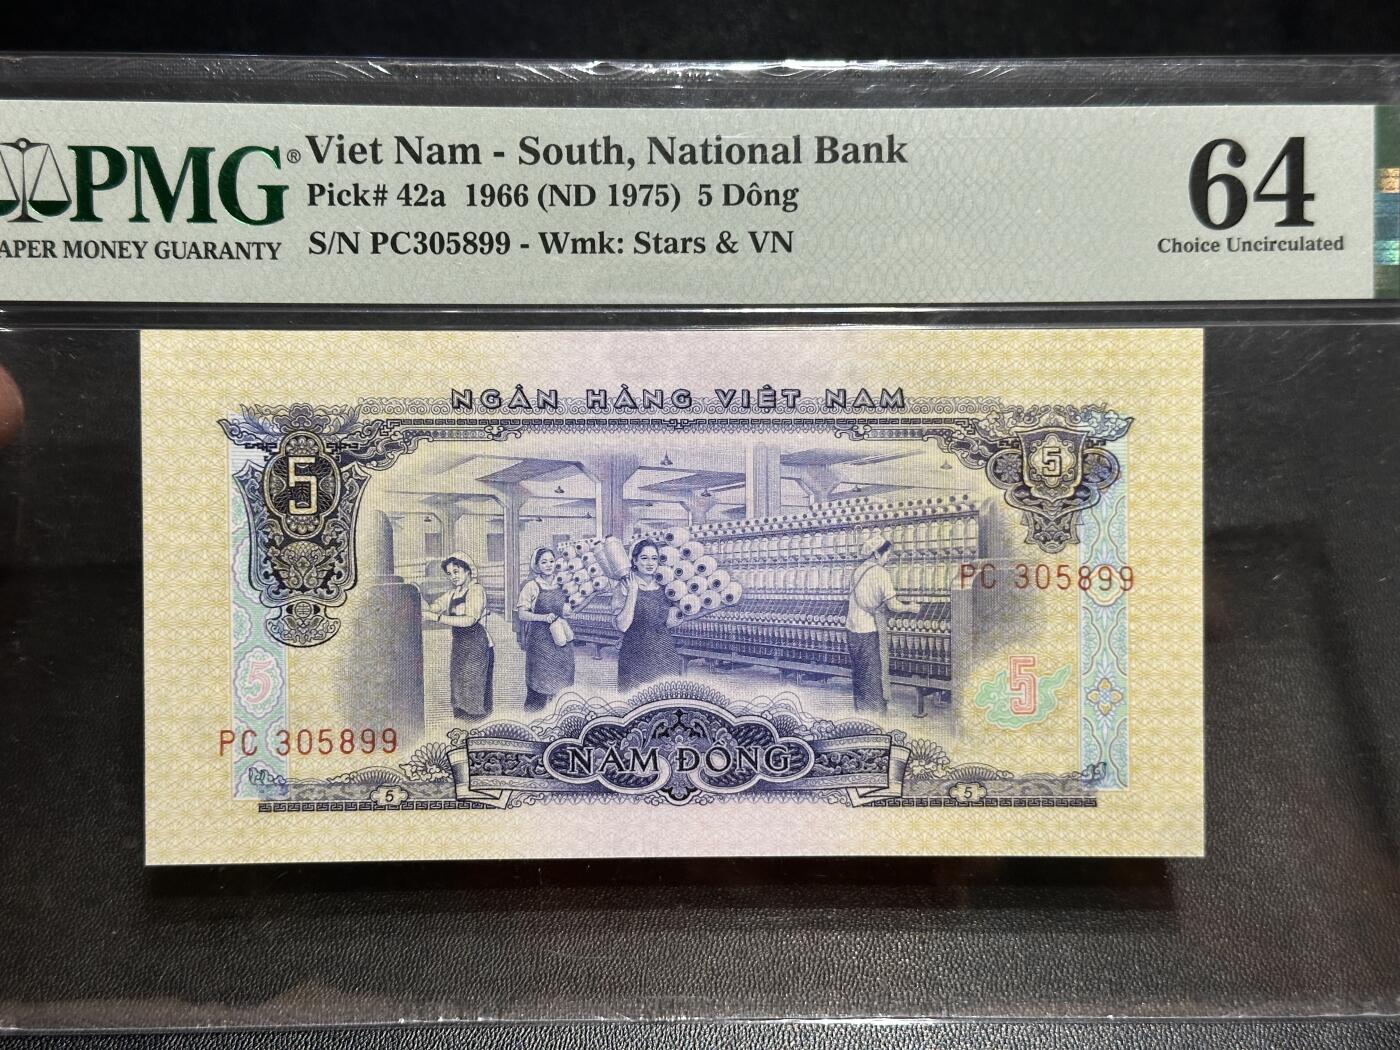 PMG®
APER MONEY GUARANTY
Viet Nam - South, National Bank
Pick# 42a 1966 (ND 1975) 5 Dông
S/N PC305899 - Wmk: Stars & VN
64
Choice Uncirculated
NGÂN HÀNG VIỆT NAM
5
5
PC 305899
5
5
PC 305899
NĂM ĐỒNG
5
5